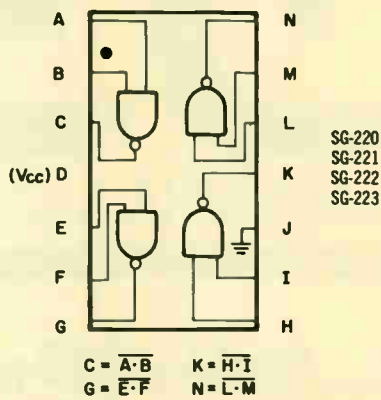 A N
B M
C L
(Vcc) D K
E J
F I
G H
SG-220
SG-221
SG-222
SG-223
C = A̅·̅B̅ K = H̅·̅I̅
G = E̅·̅F̅ N = L̅·̅M̅